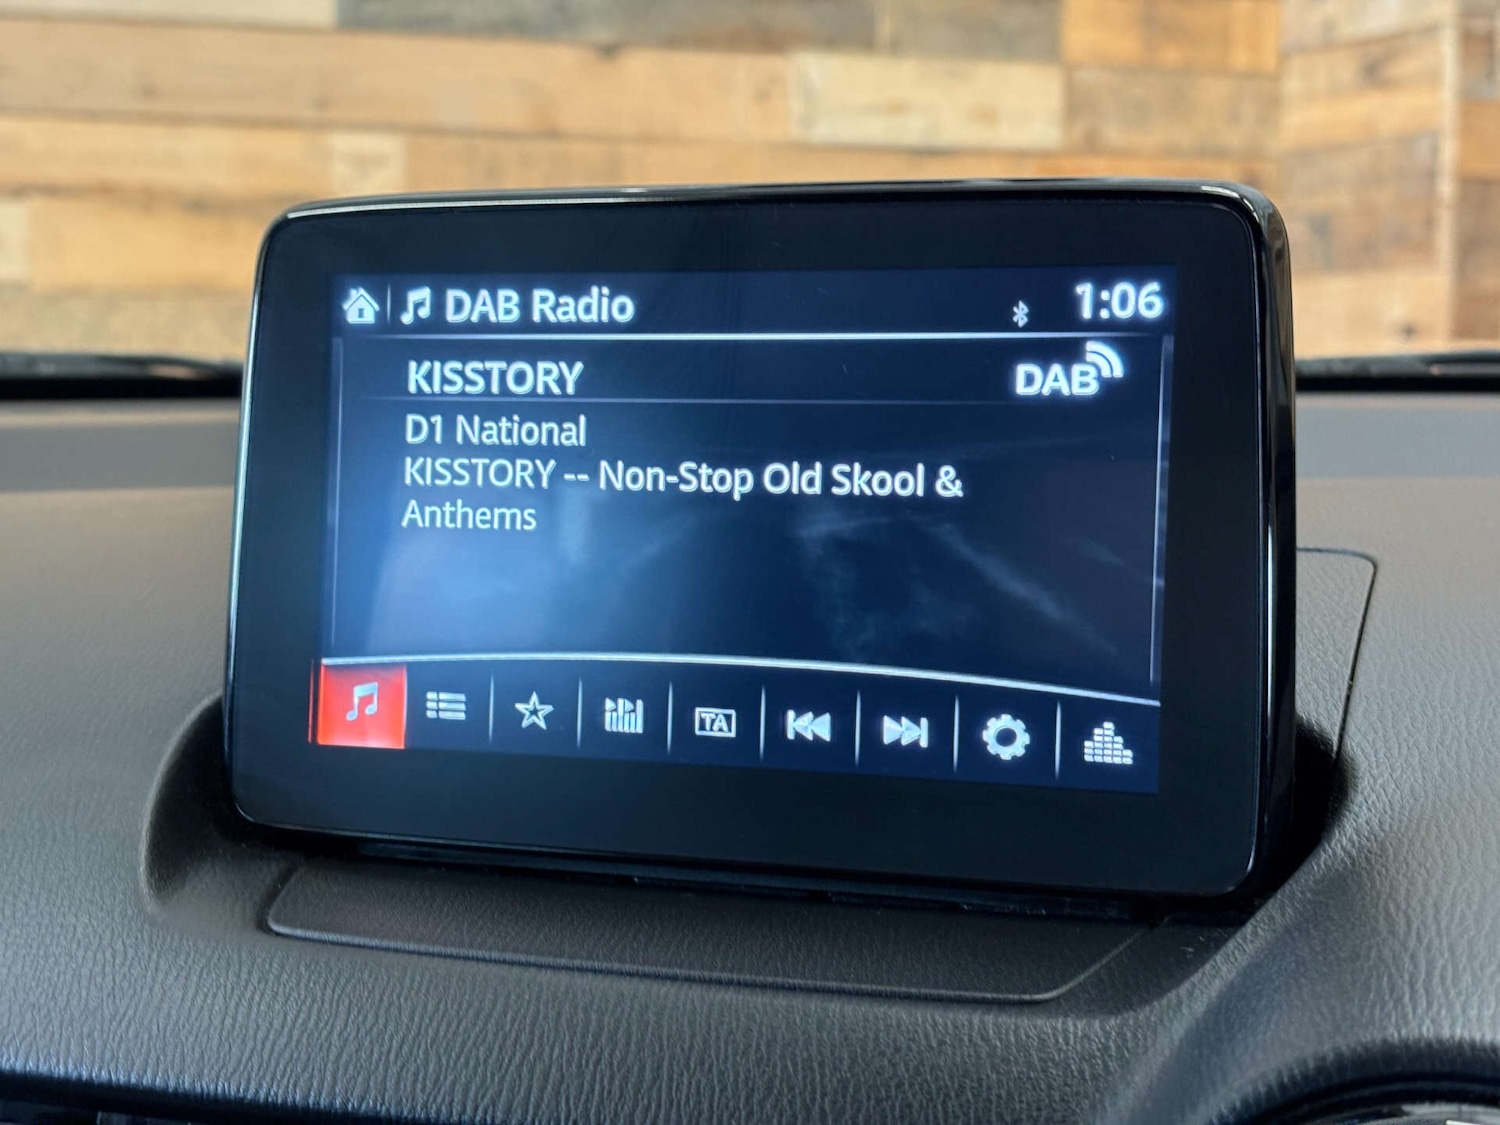 DAB Radio
1:06
KISSTORY
DAB
D1 National
KISSTORY -- Non-Stop Old Skool &
Anthems
TA